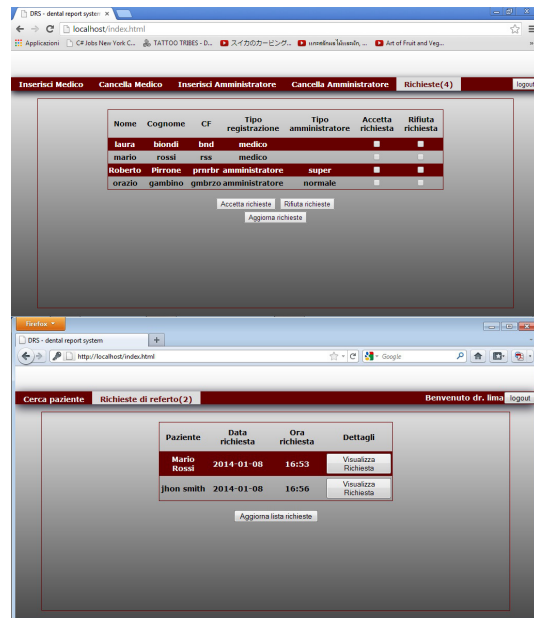 DRS - dental report system
localhost/index.html
Applicazioni C# Jobs New York C... TATTOO TRIBES - D... スイカのカービング... Art of Fruit and Veg...
Inserisci Medico Cancella Medico Inserisci Amministratore Cancella Amministratore Richieste(4) logout
Nome Cognome CF Tipo registrazione Tipo amministratore Accetta richiesta Rifiuta richiesta
laura biondi bnd medico
mario rossi rss medico
Roberto Pirrone prnrbr amministratore super
orazio gambino gmbrzo amministratore normale
Accetta richieste Rifiuta richieste
Aggiorna richieste
Firefox
DRS - dental report system
http://localhost/index.html Google
Cerca paziente Richieste di referto(2) Benvenuto dr. lima logout
Paziente Data richiesta Ora richiesta Dettagli
Mario Rossi 2014-01-08 16:53 Visualizza Richiesta
jhon smith 2014-01-08 16:56 Visualizza Richiesta
Aggiorna lista richieste